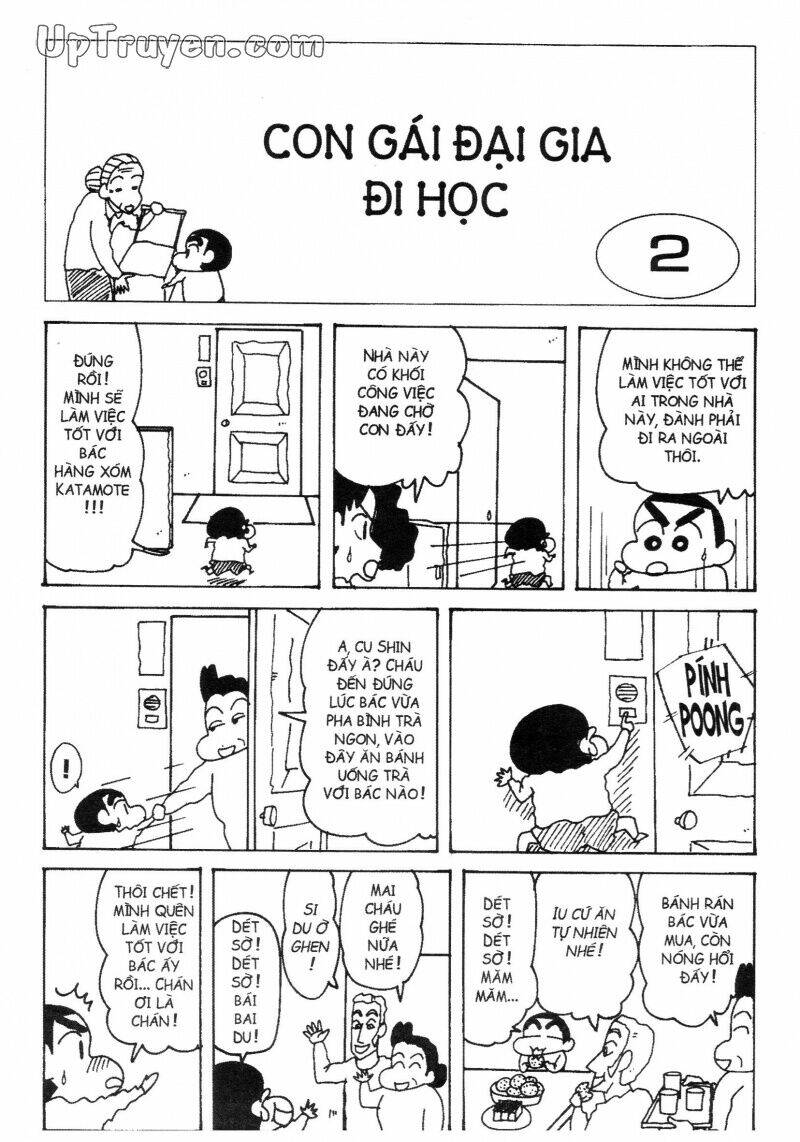 UpTruyen.com
CON GÁI ĐẠI GIA
ĐI HỌC
2
MÌNH KHÔNG THỂ
LÀM VIỆC TỐT VỚI
AI TRONG NHÀ
NÀY, ĐÀNH PHẢI
ĐI RA NGOÀI
THÔI.
NHÀ NÀY
CÓ KHỐI
CÔNG VIỆC
ĐANG CHỜ
CON ĐẤY!
ĐÚNG
RỒI!
MÌNH SẼ
LÀM VIỆC
TỐT VỚI
BÁC
HÀNG XÓM
KATAMOTE
!!!
PÍNH
POONG
A, CU SHIN
ĐẤY À? CHÁU
ĐẾN ĐÚNG
LÚC BÁC VỪA
PHA BÌNH TRÀ
NGON, VÀO
ĐÂY ĂN BÁNH
UỐNG TRÀ
VỚI BÁC NÀO!
!
BÁNH RÁN
BÁC VỪA
MUA, CÒN
NÓNG HỔI
ĐẤY!
IU CỨ ĂN
TỰ NHIÊN
NHÉ!
DÉT
SỜ!
DÉT
SỜ!
MĂM
MĂM...
MAI
CHÁU
GHÉ
NỮA
NHÉ!
SI
DU Ờ
GHEN
!
DÉT
SỜ!
DÉT
SỜ!
BÁI
BAI
DU!
THÔI CHẾT!
MÌNH QUÊN
LÀM VIỆC
TỐT VỚI
BÁC ẤY
RỒI... CHÁN
ƠI LÀ
CHÁN!